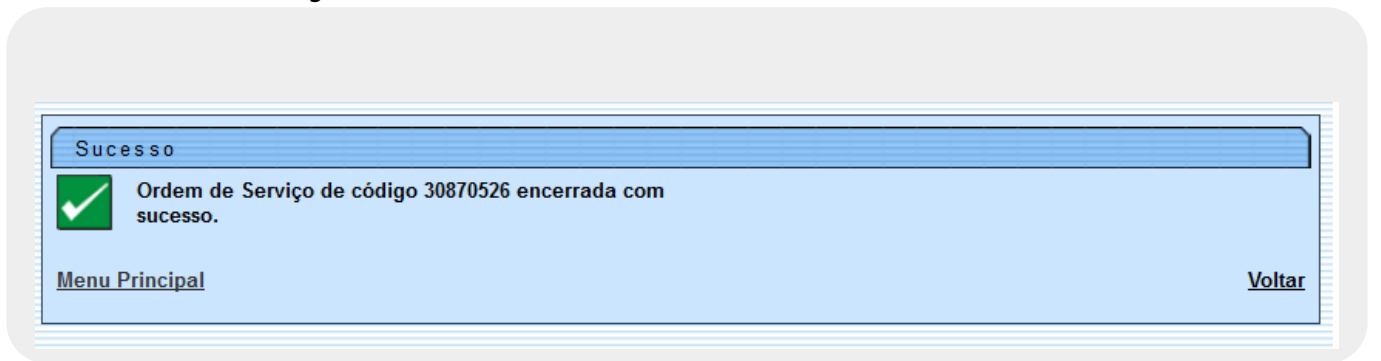 Sucesso
Ordem de Serviço de código 30870526 encerrada com
sucesso.
Menu Principal
Voltar